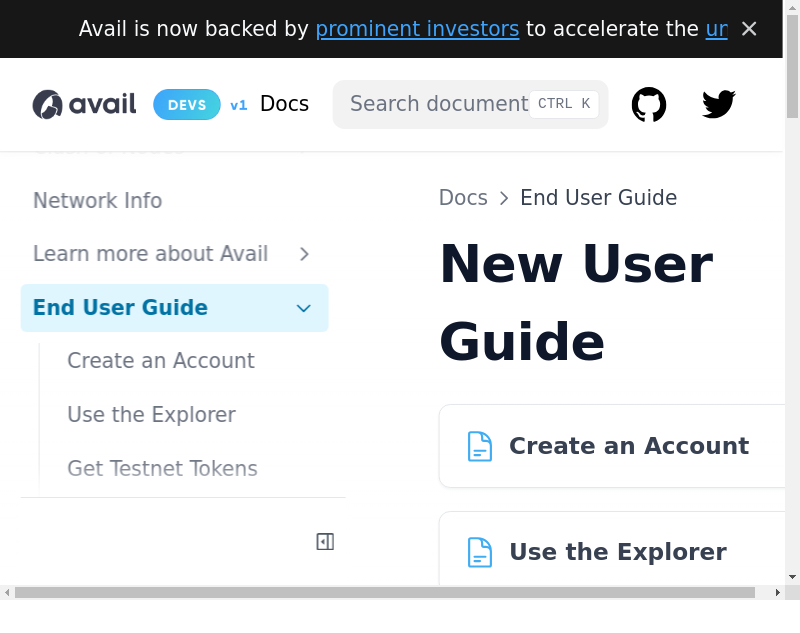 Avail is now backed by prominent investors to accelerate the ur
avail DEVS v1 Docs
Search document CTRL K
Network Info
Learn more about Avail
End User Guide
Create an Account
Use the Explorer
Get Testnet Tokens
Docs > End User Guide
New User
Guide
Create an Account
Use the Explorer